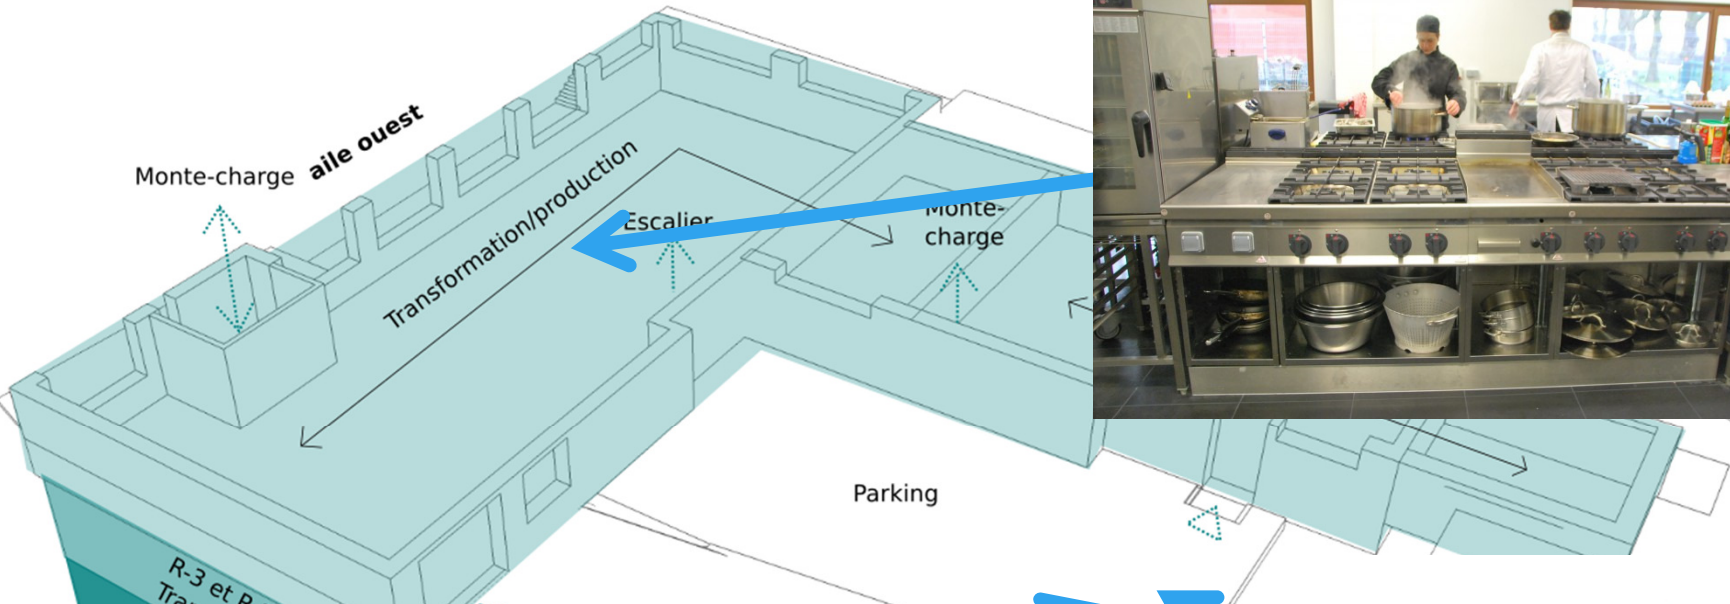 aile ouest
Monte-charge
Transformation/production
Escalier
Monte-
charge
Parking
R-3 et